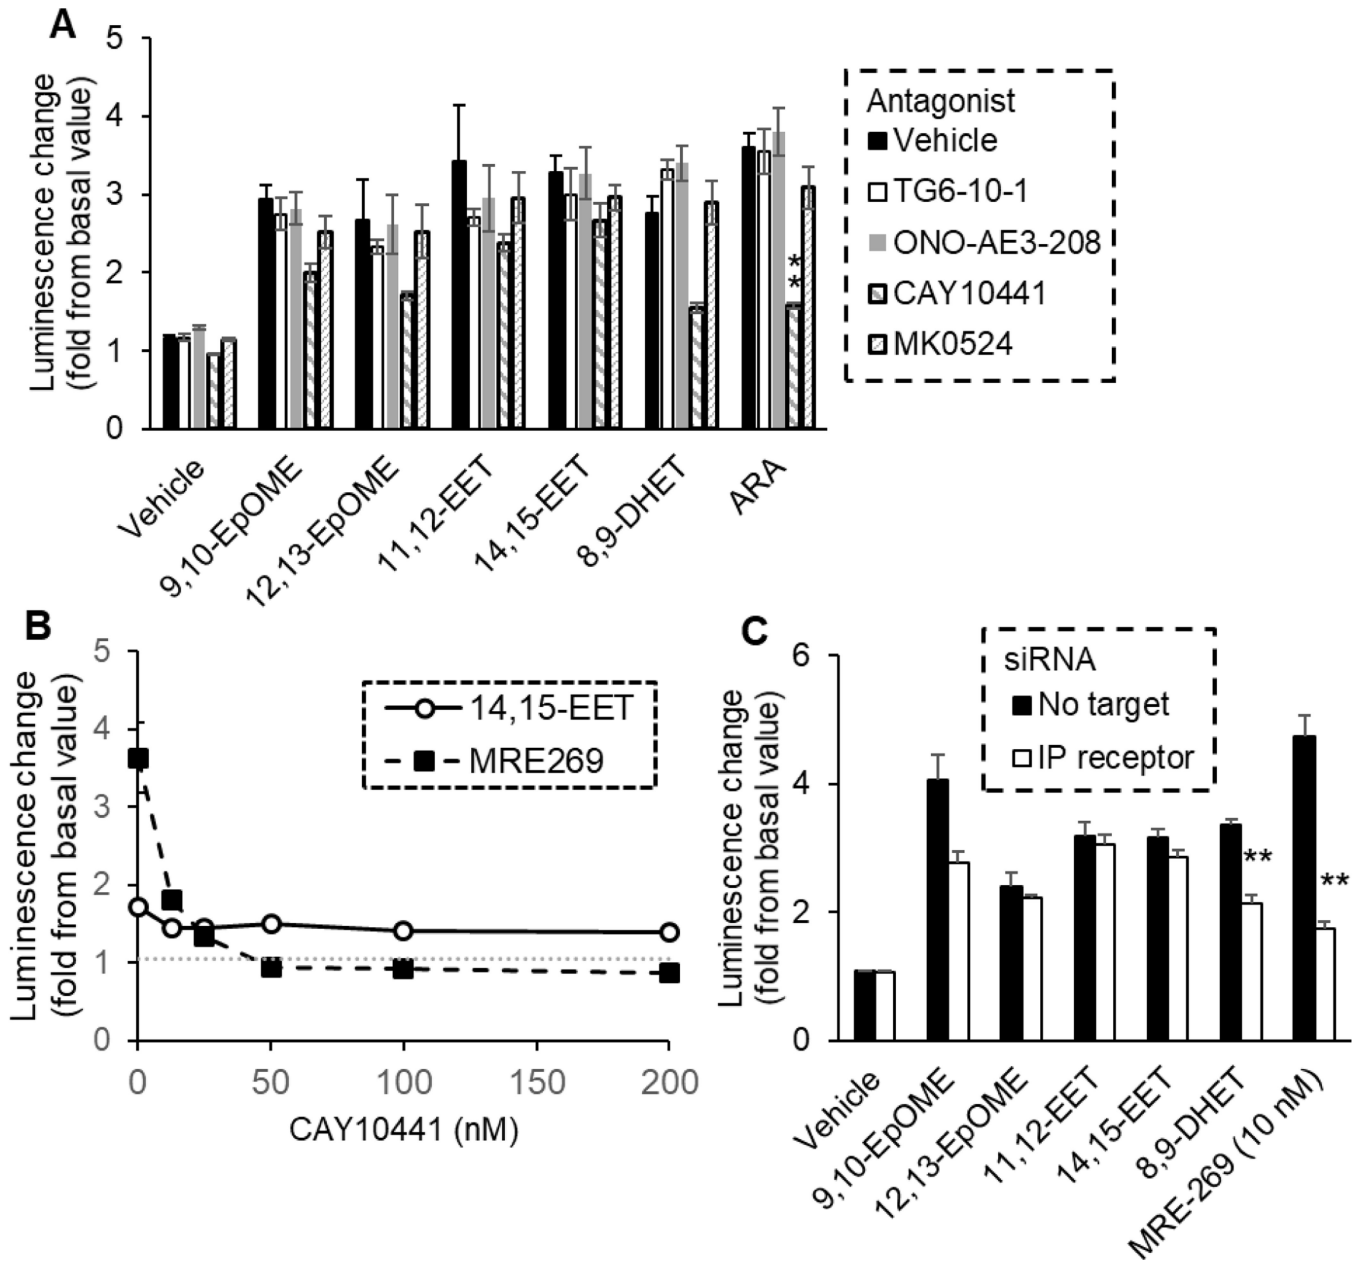 A
Luminescence change
(fold from basal value)
5
4
3
2
1
0
Vehicle
9,10-EpOME
12,13-EpOME
11,12-EET
14,15-EET
8,9-DHET
ARA
**
Antagonist
Vehicle
TG6-10-1
ONO-AE3-208
CAY10441
MK0524
B
Luminescence change
(fold from basal value)
5
4
3
2
1
0
0 50 100 150 200
CAY10441 (nM)
14,15-EET
MRE269
C
Luminescence change
(fold from basal value)
6
4
2
0
siRNA
No target
IP receptor
**
**
Vehicle
9,10-EpOME
12,13-EpOME
11,12-EET
14,15-EET
8,9-DHET
MRE-269 (10 nM)